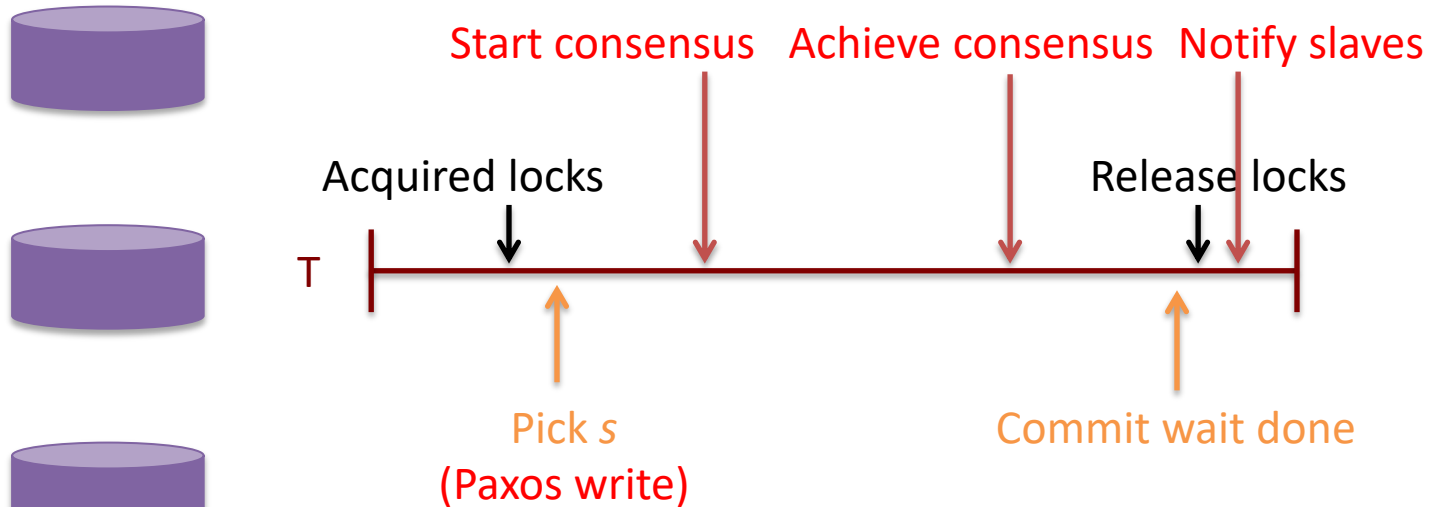 Start consensus Achieve consensus Notify slaves
Acquired locks Release locks
T
Pick s Commit wait done
(Paxos write)